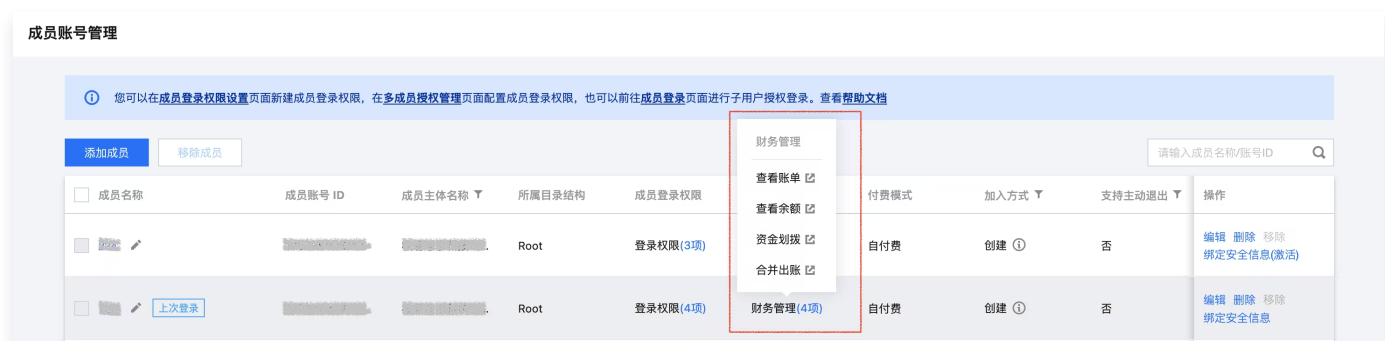 成员账号管理
您可以在成员登录权限设置页面新建成员登录权限，在多成员授权管理页面配置成员登录权限，也可以前往成员登录页面进行子用户授权登录。查看帮助文档
添加成员 移除成员 请输入成员名称/账号ID
财务管理
查看账单
查看余额
资金划拨
合并出账
成员名称 成员账号 ID 成员主体名称 所属目录结构 成员登录权限 付费模式 加入方式 支持主动退出 操作
Root 登录权限(3项) 自付费 创建 否 编辑 删除 移除
绑定安全信息(激活)
上次登录 Root 登录权限(4项) 财务管理(4项) 自付费 创建 否 编辑 删除 移除
绑定安全信息